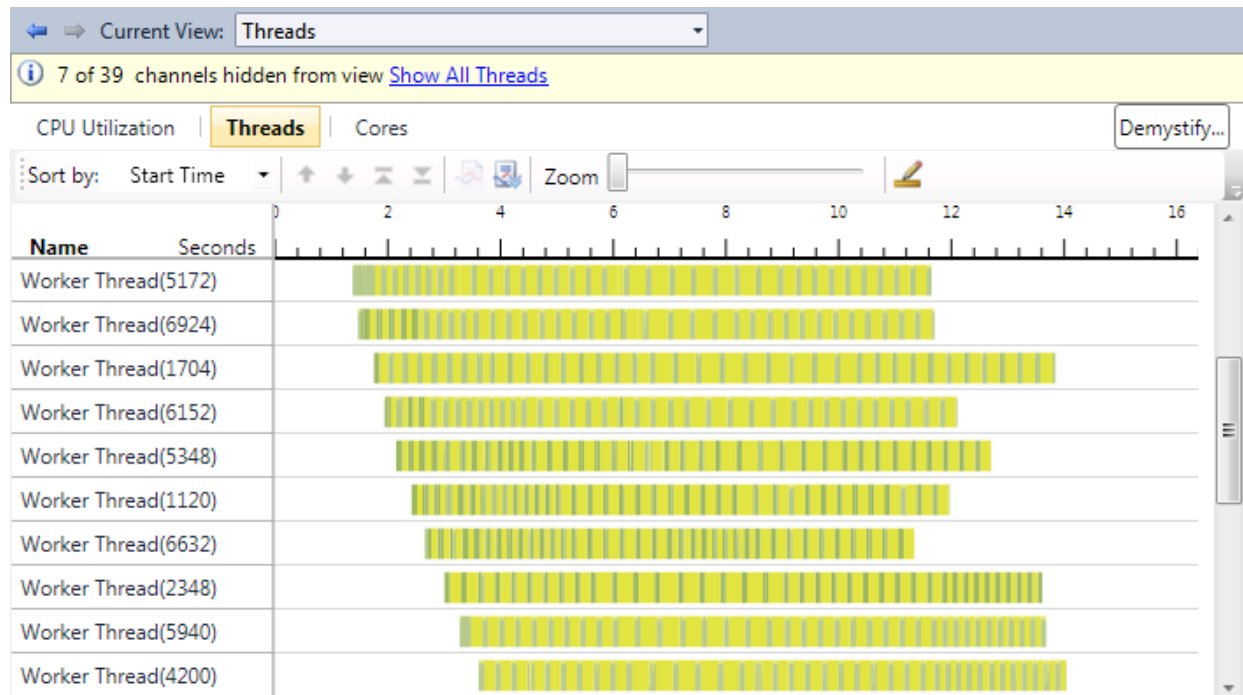 Current View: Threads
7 of 39 channels hidden from view Show All Threads
CPU Utilization Threads Cores Demystify...
Sort by: Start Time Zoom
0 2 4 6 8 10 12 14 16
Name Seconds
Worker Thread(5172)
Worker Thread(6924)
Worker Thread(1704)
Worker Thread(6152)
Worker Thread(5348)
Worker Thread(1120)
Worker Thread(6632)
Worker Thread(2348)
Worker Thread(5940)
Worker Thread(4200)